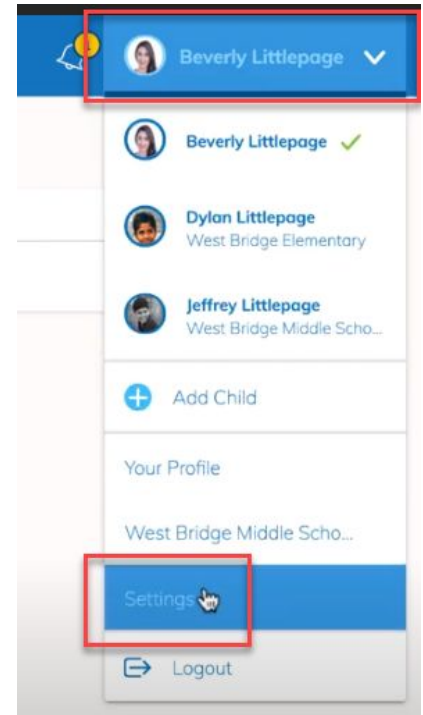 Beverly Littlepage
Beverly Littlepage
Dylan Littlepage
West Bridge Elementary
Jeffrey Littlepage
West Bridge Middle Scho...
Add Child
Your Profile
West Bridge Middle Scho...
Settings
Logout